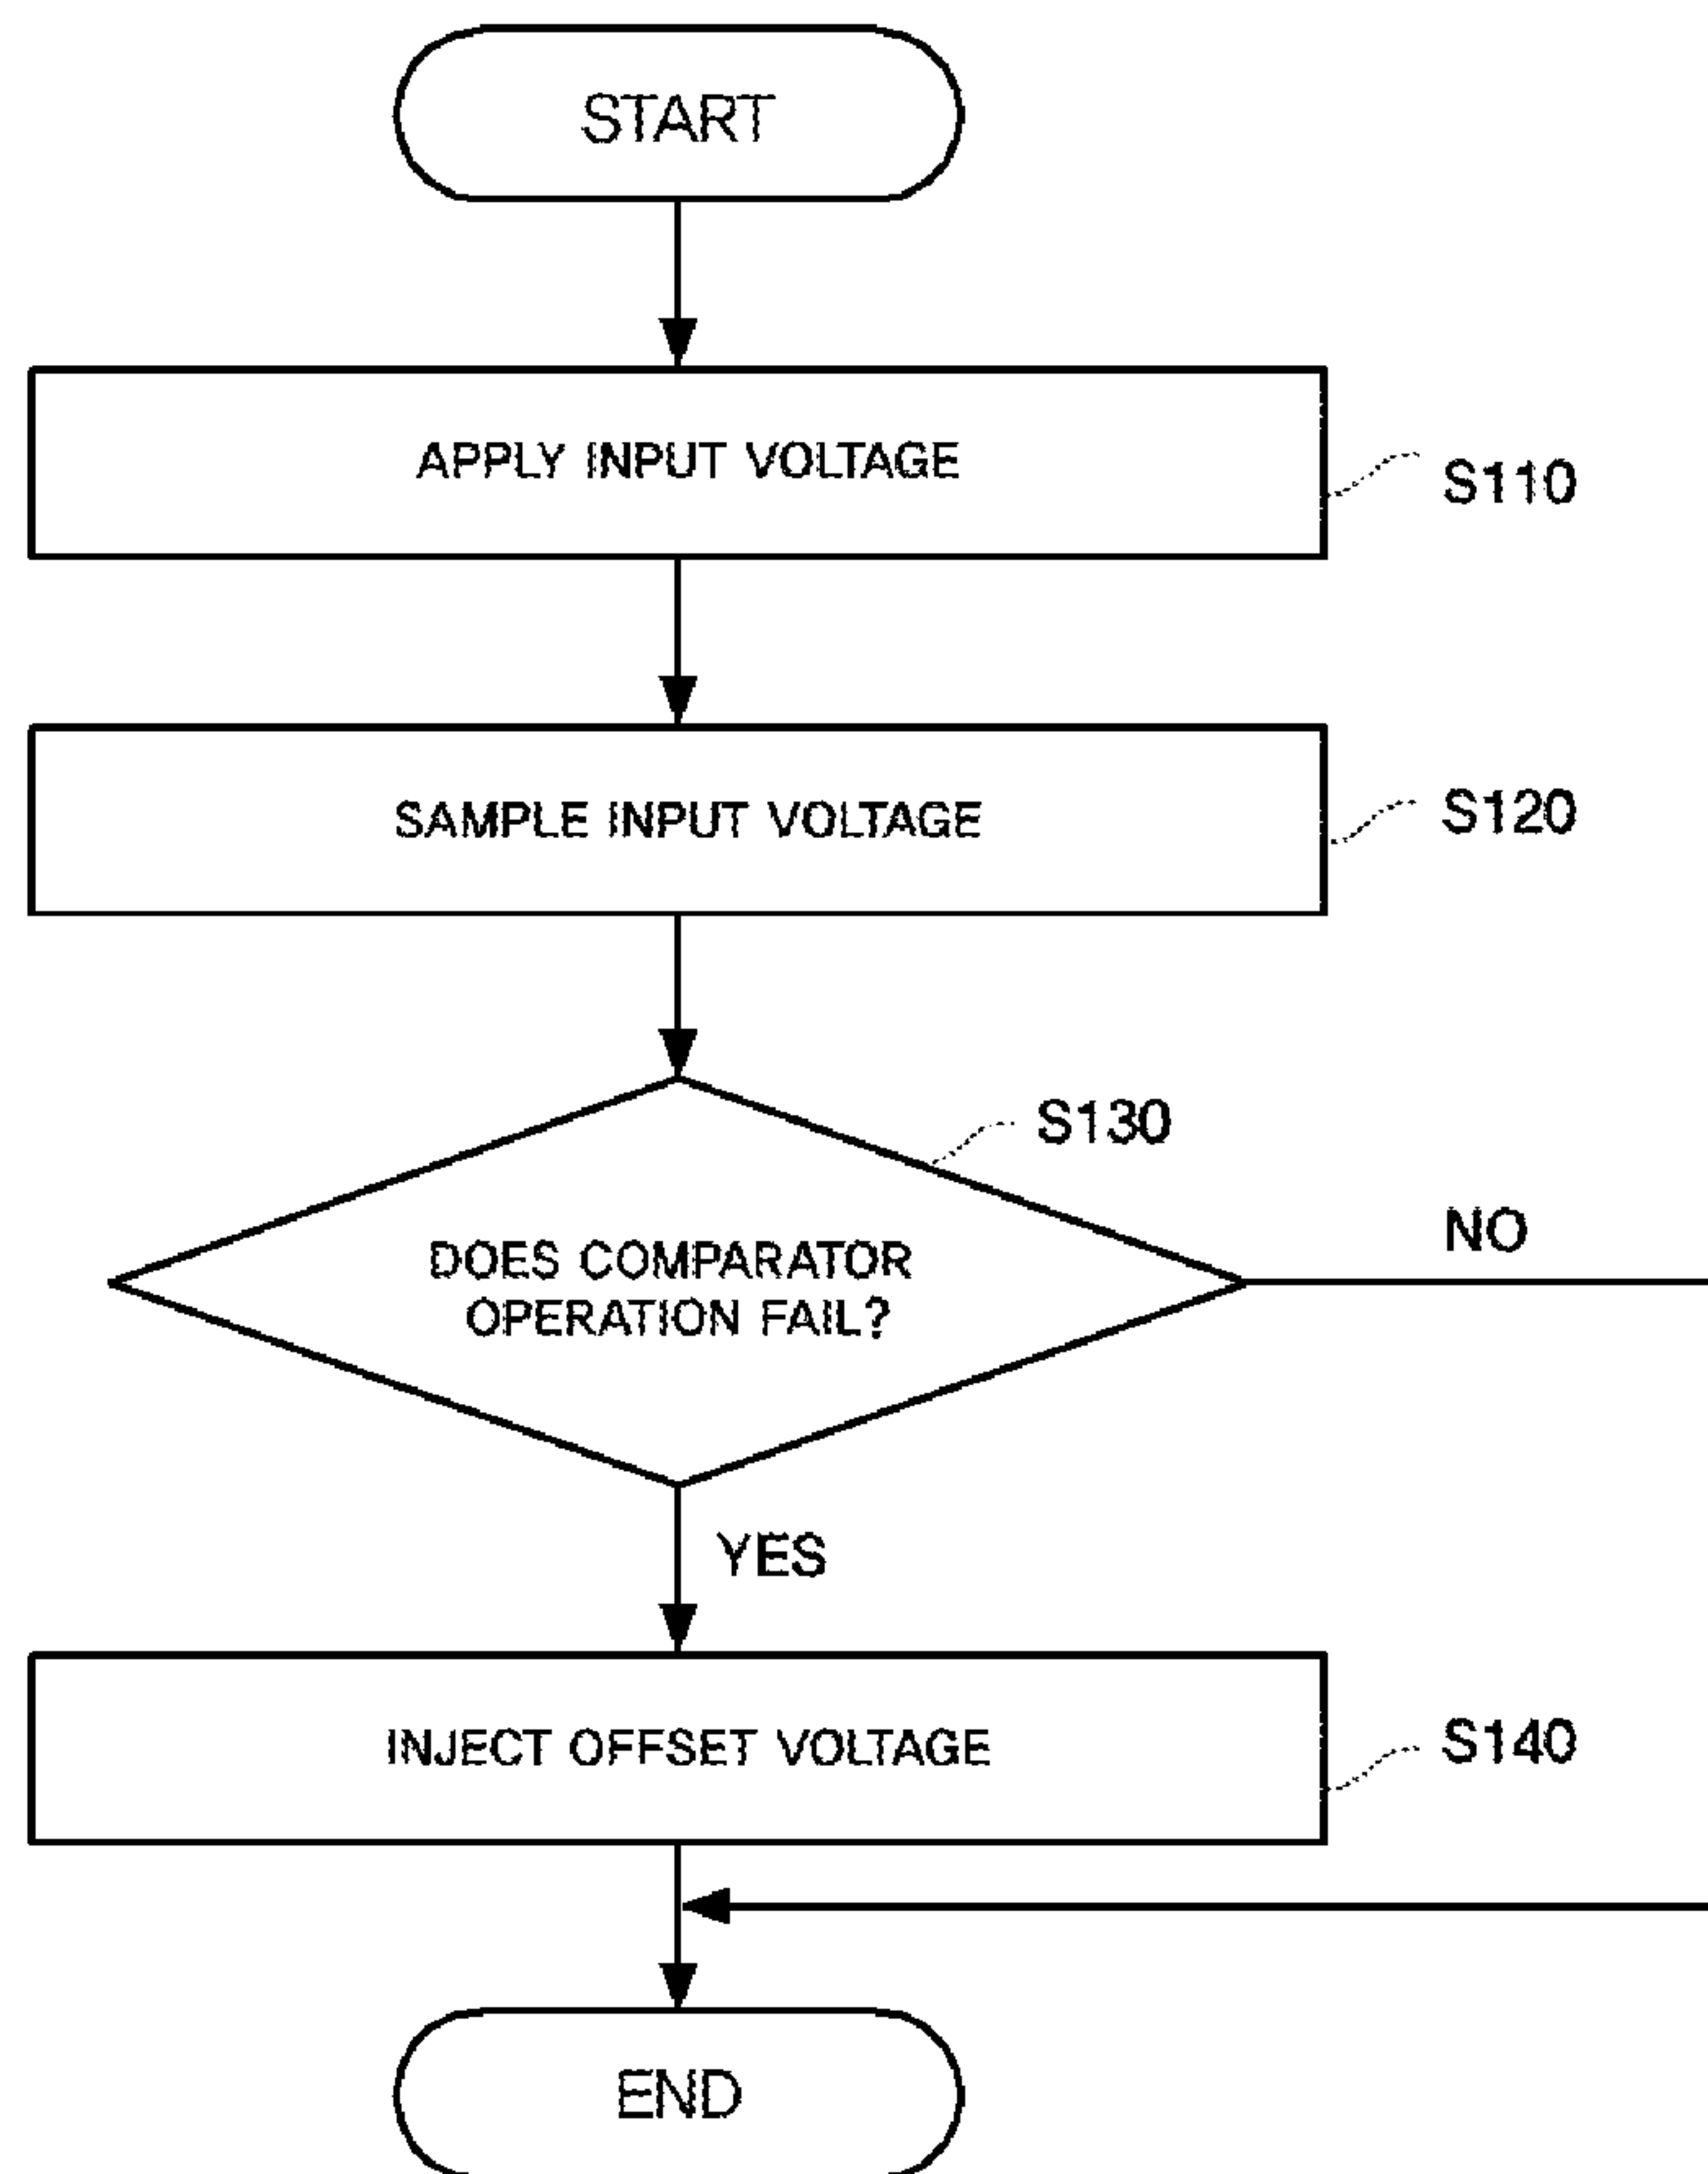 START
APPLY INPUT VOLTAGE
S110
SAMPLE INPUT VOLTAGE
S120
S130
DOES COMPARATOR
OPERATION FAIL?
NO
YES
INJECT OFFSET VOLTAGE
S140
END